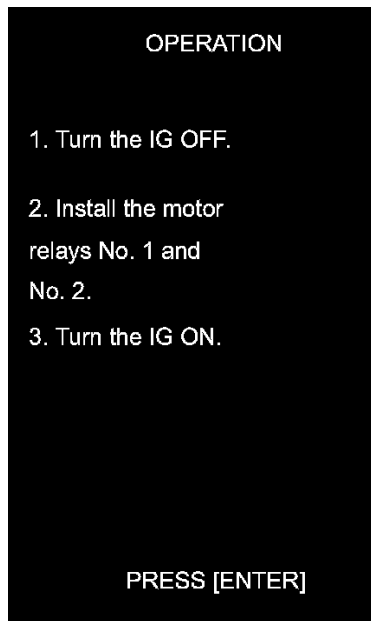 OPERATION
1. Turn the IG OFF.
2. Install the motor
relays No. 1 and
No. 2.
3. Turn the IG ON.
PRESS [ENTER]